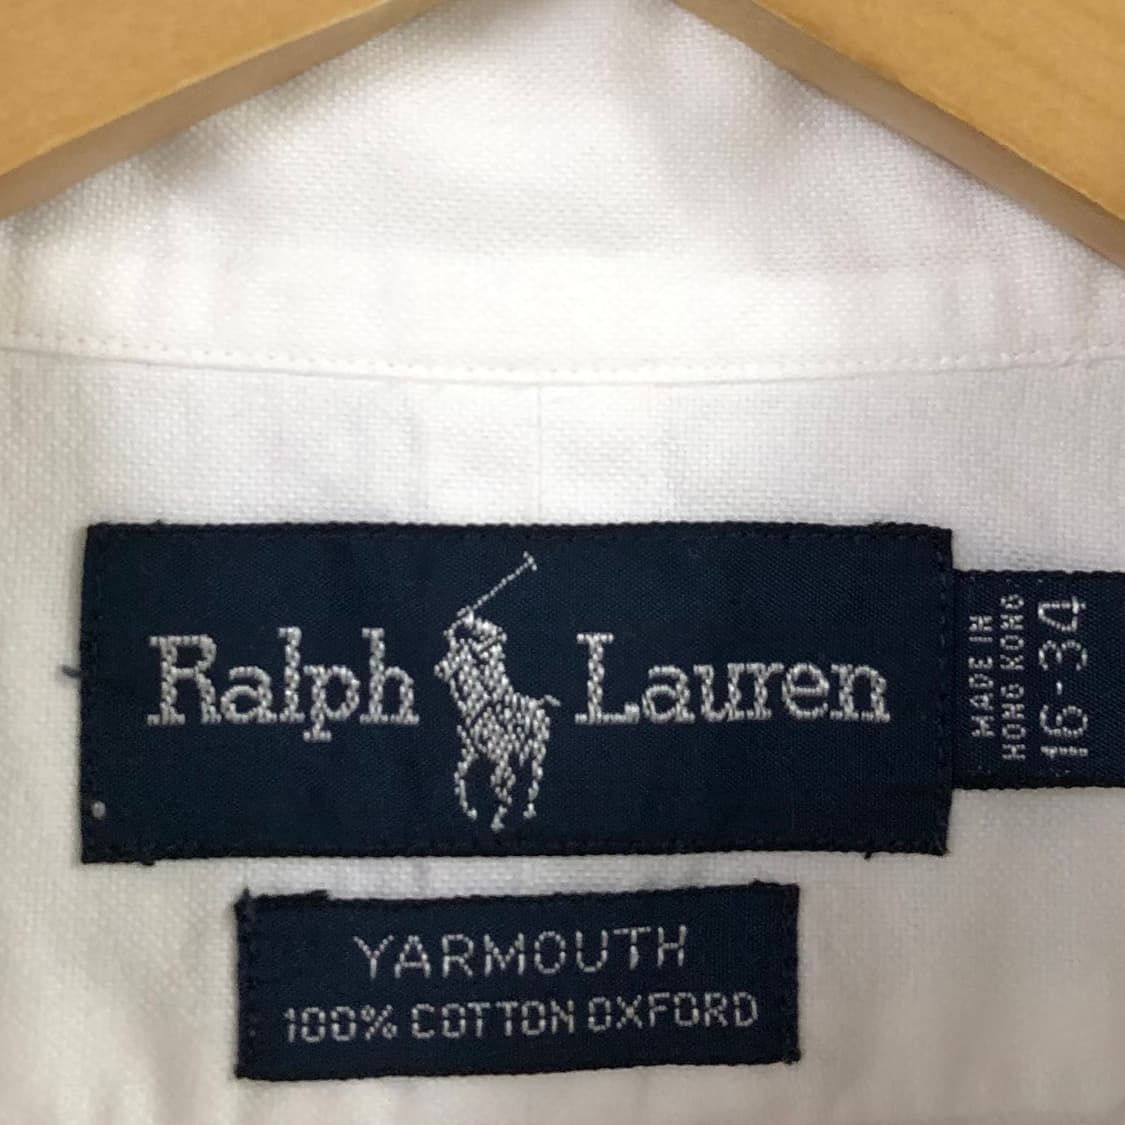 Ralph Lauren
MADE IN
HONG KONG
16-34
YARMOUTH
100% COTTON OXFORD